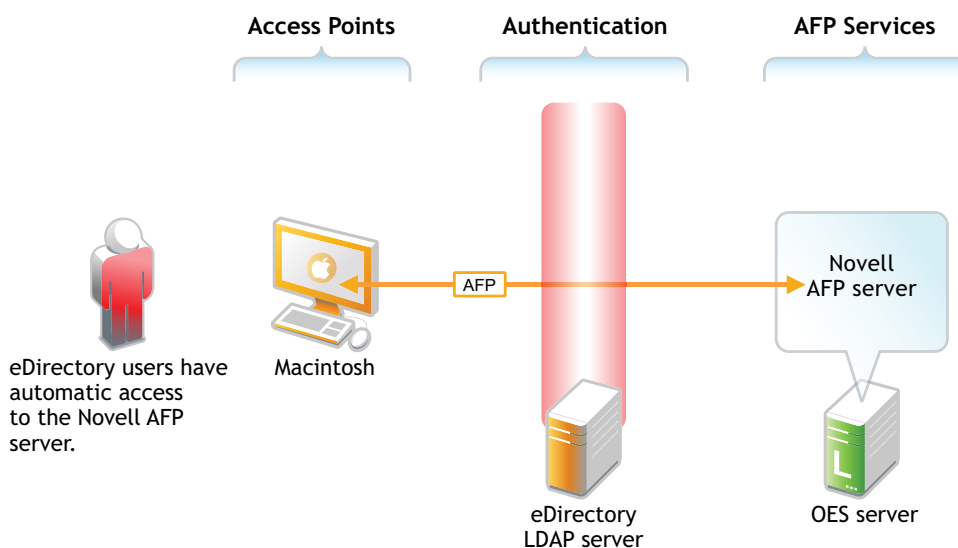 Access Points
Authentication
AFP Services
AFP
Novell
AFP server
eDirectory users have
automatic access
to the Novell AFP
server.
Macintosh
L
eDirectory
LDAP server
OES server